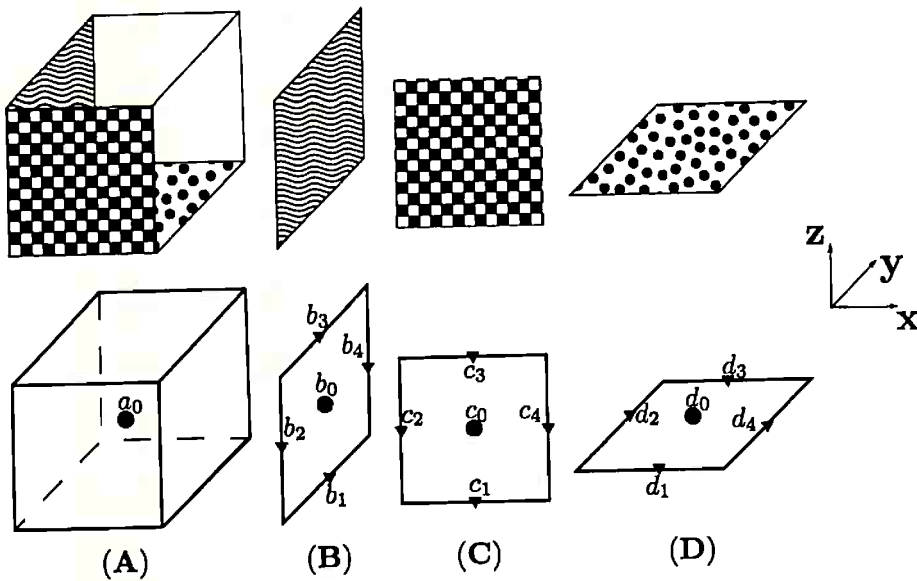 z
y
x
a₀
b₃
b₄
b₀
b₂
b₁
c₃
c₂
c₀
c₄
c₁
d₃
d₂
d₀
d₄
d₁
(A)
(B)
(C)
(D)